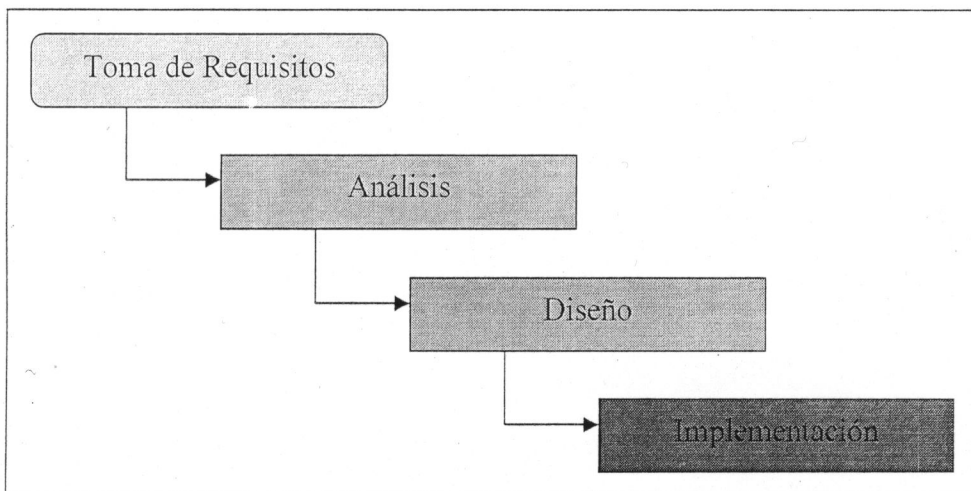 Toma de Requisitos
Análisis
Diseño
Implementación